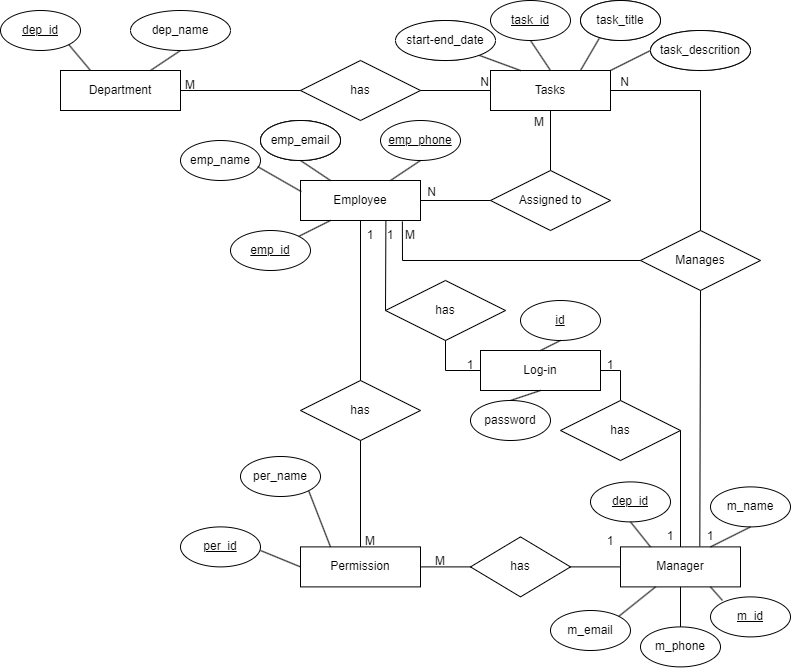 dep_id
dep_name
start-end_date
task_id
task_title
task_descrition
Department
M
has
N
Tasks
N
M
emp_name
emp_email
emp_phone
Employee
N
Assigned to
emp_id
1
1
M
Manages
has
id
1
Log-in
1
password
has
has
per_name
dep_id
m_name
per_id
M
1
1
1
Permission
M
has
Manager
m_email
m_phone
m_id